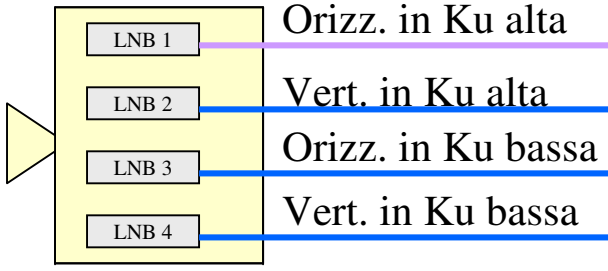 LNB 1 Orizz. in Ku alta
LNB 2 Vert. in Ku alta
LNB 3 Orizz. in Ku bassa
LNB 4 Vert. in Ku bassa